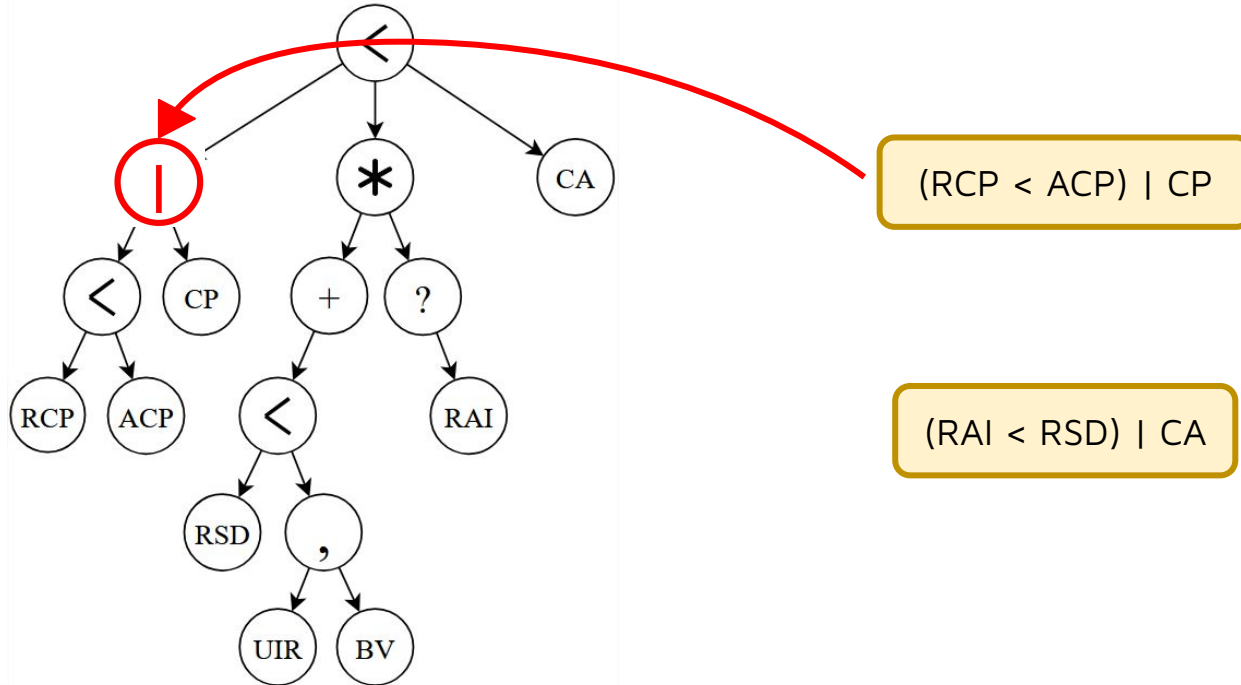 <
|
*
CA
(RCP < ACP) | CP
<
CP
+
?
RCP
ACP
<
RAI
(RAI < RSD) | CA
RSD
,
UIR
BV